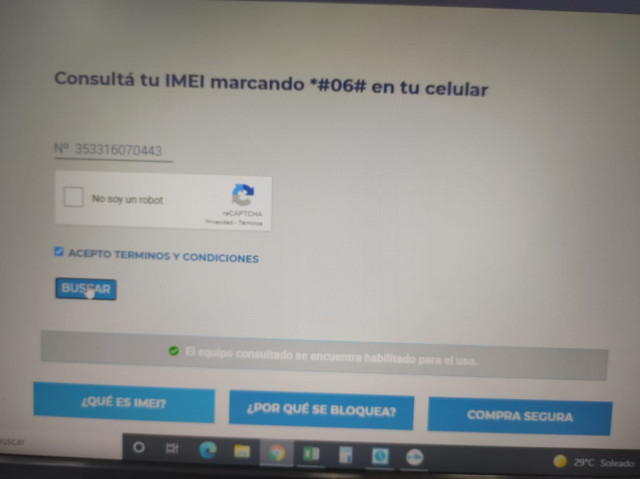 Consultá tu IMEI marcando *#06# en tu celular
Nº 353316070443
No soy un robot
reCAPTCHA
Privacidad - Términos
ACEPTO TERMINOS Y CONDICIONES
BUSCAR
El equipo consultado se encuentra habilitado para el uso.
¿QUÉ ES IMEI?
¿POR QUÉ SE BLOQUEA?
COMPRA SEGURA
uscar
29°C Soleado